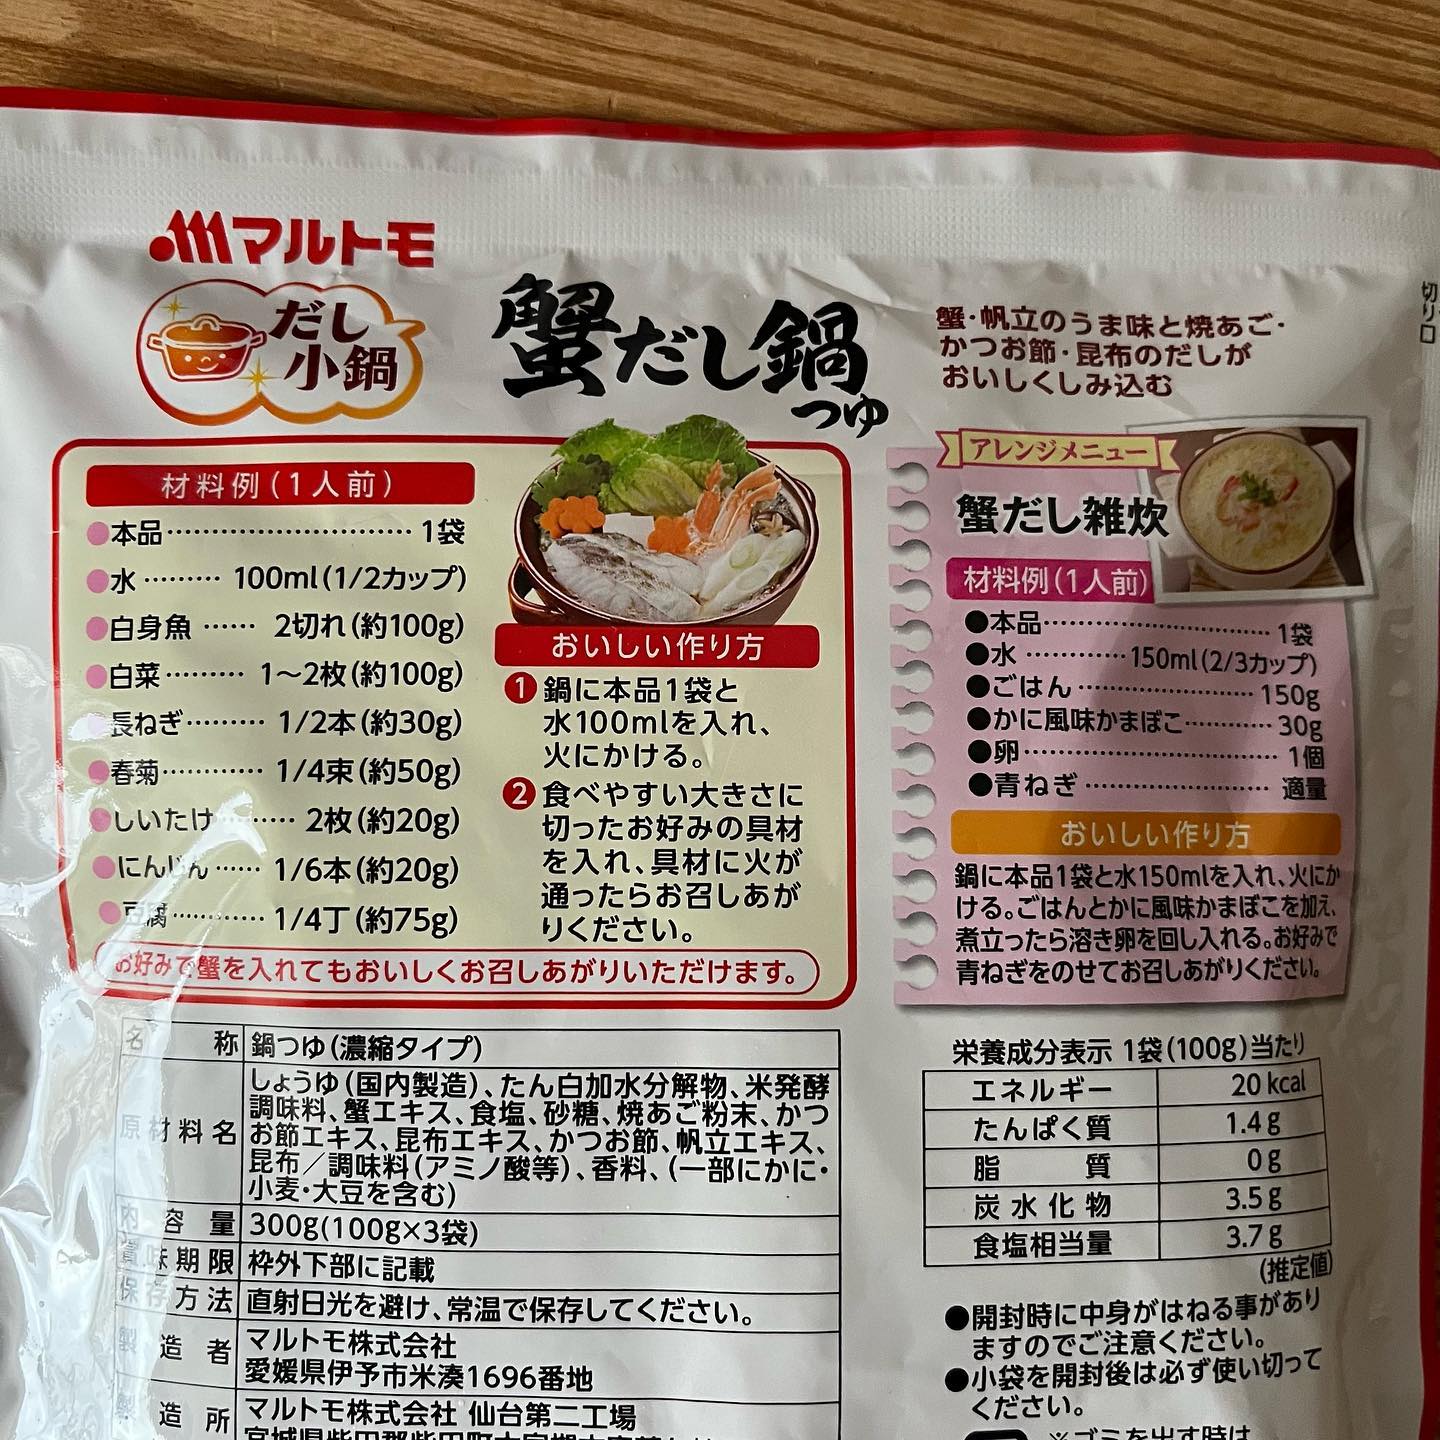 マルトモ
だし
小鍋
蟹だし鍋
つゆ
蟹・帆立のうま味と焼あご・
かつお節・昆布のだしが
おいしくしみ込む
切り口
材料例(1人前)
●本品…………………… 1袋
●水 ……… 100ml(1/2カップ)
●白身魚 …… 2切れ(約100g)
●白菜……… 1～2枚(約100g)
●長ねぎ……… 1/2本(約30g)
●春菊………… 1/4束(約50g)
●しいたけ……… 2枚(約20g)
●にんじん…… 1/6本(約20g)
●豆腐………… 1/4丁(約75g)
お好みで蟹を入れてもおいしくお召しあがりいただけます。
おいしい作り方
1 鍋に本品1袋と
水100mlを入れ、
火にかける。
2 食べやすい大きさに
切ったお好みの具材
を入れ、具材に火が
通ったらお召しあが
りください。
アレンジメニュー
蟹だし雑炊
材料例(1人前)
●本品…………………… 1袋
●水 …………150ml(2/3カップ)
●ごはん………………… 150g
●かに風味かまぼこ……… 30g
●卵……………………… 1個
●青ねぎ ………………… 適量
おいしい作り方
鍋に本品1袋と水150mlを入れ、火にか
ける。ごはんとかに風味かまぼこを加え、
煮立ったら溶き卵を回し入れる。お好みで
青ねぎをのせてお召しあがりください。
名称 鍋つゆ(濃縮タイプ)
原材料名 しょうゆ(国内製造)、たん白加水分解物、米発酵
調味料、蟹エキス、食塩、砂糖、焼あご粉末、かつ
お節エキス、昆布エキス、かつお節、帆立エキス、
昆布／調味料(アミノ酸等)、香料、(一部にかに・
小麦・大豆を含む)
内容量 300g(100g×3袋)
賞味期限 枠外下部に記載
保存方法 直射日光を避け、常温で保存してください。
製造者 マルトモ株式会社
愛媛県伊予市米湊1696番地
製造所 マルトモ株式会社 仙台第二工場
宮城県柴田郡柴田町
栄養成分表示 1袋(100g)当たり
エネルギー 20kcal
たんぱく質 1.4g
脂質 0g
炭水化物 3.5g
食塩相当量 3.7g
(推定値)
●開封時に中身がはねる事があり
ますのでご注意ください。
●小袋を開封後は必ず使い切って
ください。
※ゴミを出す時は